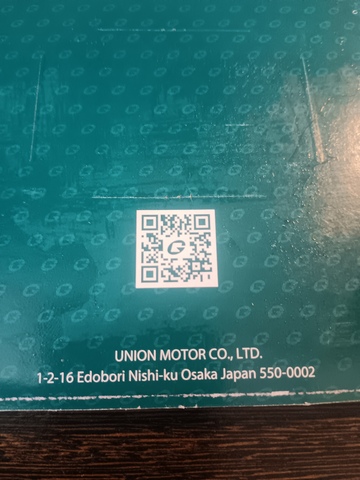 UNION MOTOR CO., LTD.
1-2-16 Edobori Nishi-ku Osaka Japan 550-0002